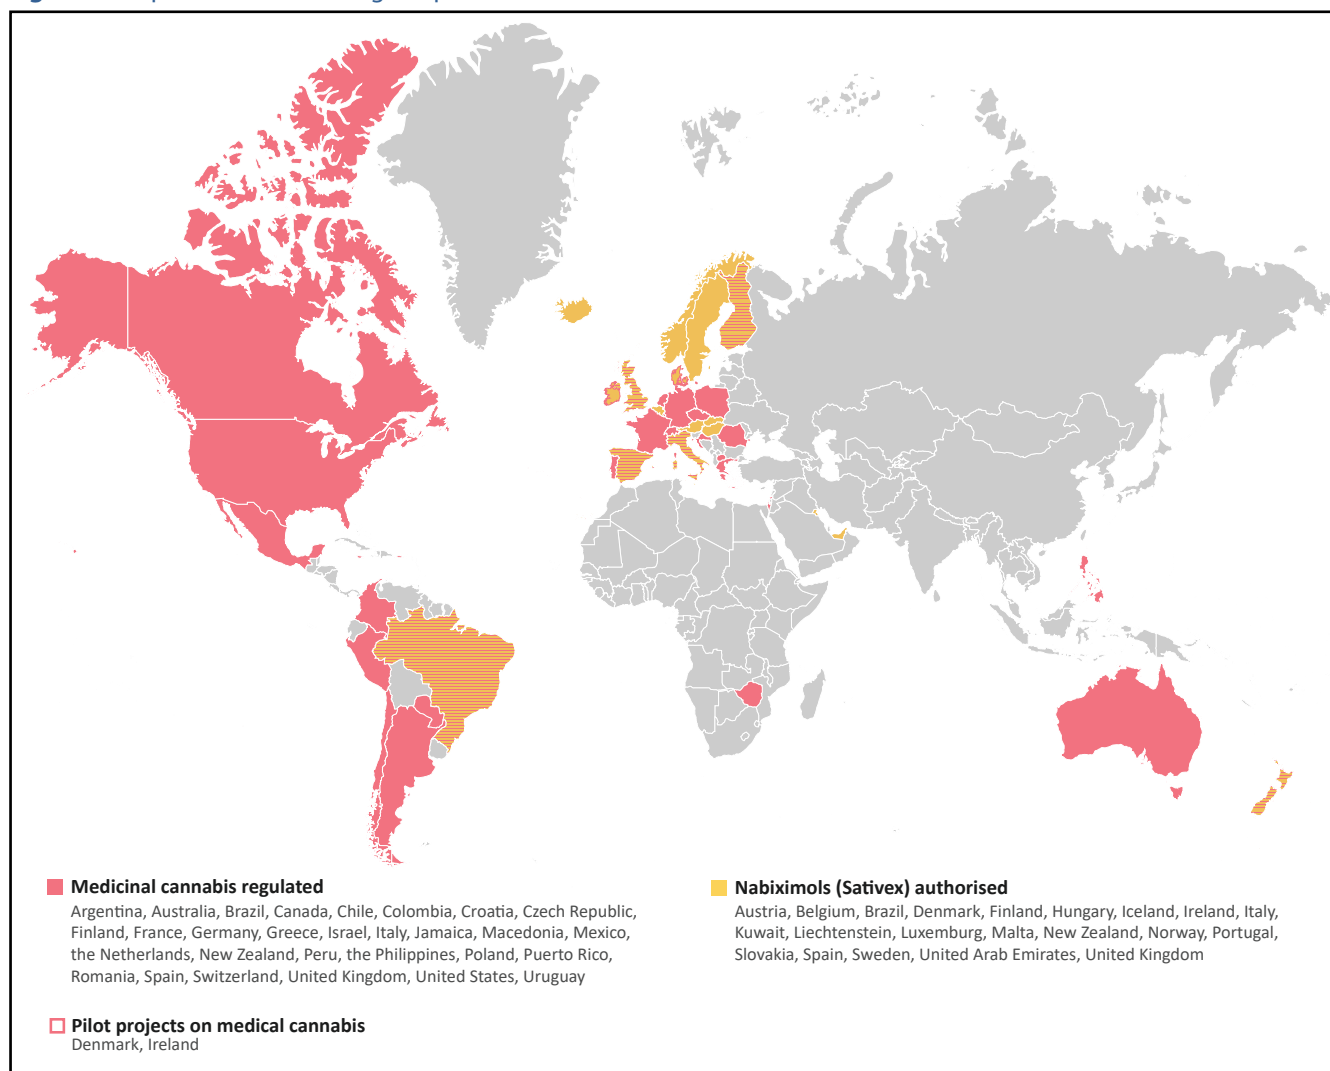 Medicinal cannabis regulated
Argentina, Australia, Brazil, Canada, Chile, Colombia, Croatia, Czech Republic,
Finland, France, Germany, Greece, Israel, Italy, Jamaica, Macedonia, Mexico,
the Netherlands, New Zealand, Peru, the Philippines, Poland, Puerto Rico,
Romania, Spain, Switzerland, United Kingdom, United States, Uruguay
Pilot projects on medical cannabis
Denmark, Ireland
Nabiximols (Sativex) authorised
Austria, Belgium, Brazil, Denmark, Finland, Hungary, Iceland, Ireland, Italy,
Kuwait, Liechtenstein, Luxemburg, Malta, New Zealand, Norway, Portugal,
Slovakia, Spain, Sweden, United Arab Emirates, United Kingdom